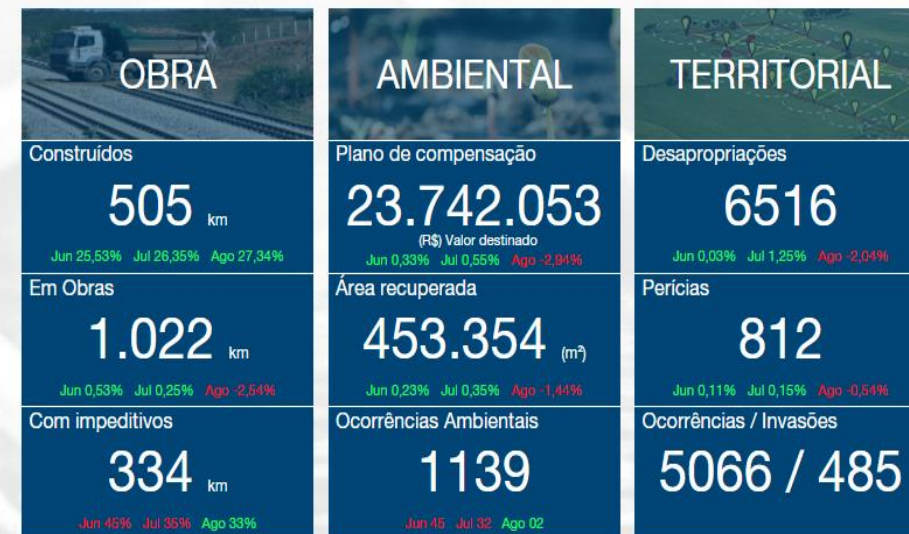 OBRA
Construídos
505 km
Jun 25,53% Jul 26,35% Ago 27,34%
Em Obras
1.022 km
Jun 0,53% Jul 0,25% Ago -2,54%
Com impeditivos
334 km
Jun 45% Jul 35% Ago 33%
AMBIENTAL
Plano de compensação
23.742.053
(R$) Valor destinado
Jun 0,33% Jul 0,55% Ago -2,94%
Área recuperada
453.354 (m²)
Jun 0,23% Jul 0,35% Ago -1,44%
Ocorrências Ambientais
1139
Jun 45 Jul 32 Ago 02
TERRITORIAL
Desapropriações
6516
Jun 0,03% Jul 1,25% Ago -2,04%
Perícias
812
Jun 0,11% Jul 0,15% Ago -0,54%
Ocorrências / Invasões
5066 / 485